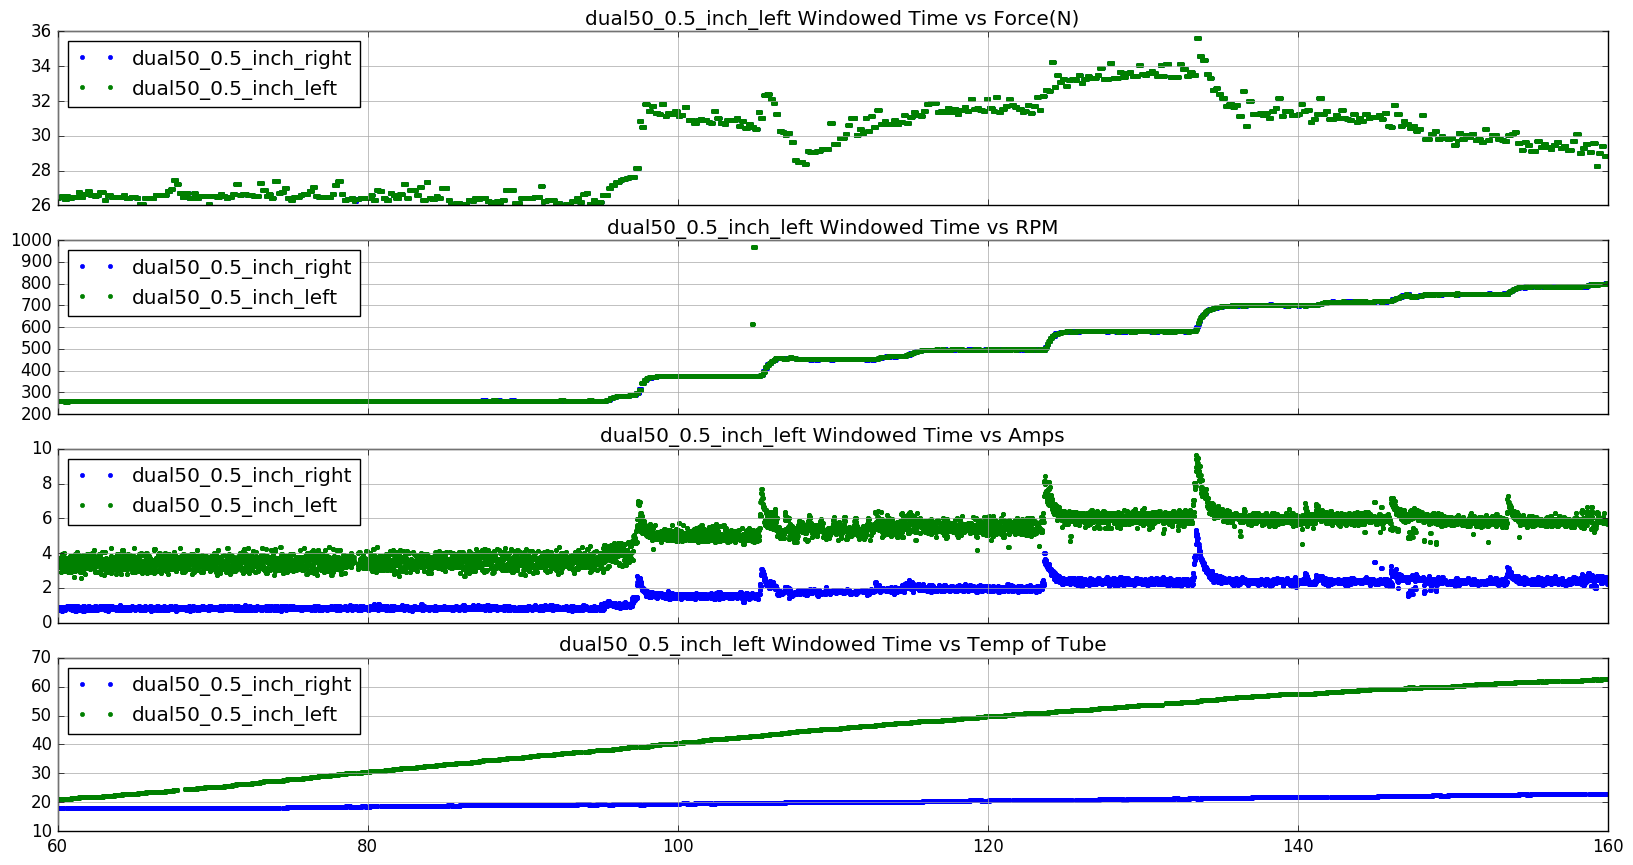 dual50_0.5_inch_left Windowed Time vs Force(N)
36
34
32
30
28
26
dual50_0.5_inch_right
dual50_0.5_inch_left
dual50_0.5_inch_left Windowed Time vs RPM
1000
900
800
700
600
500
400
300
200
dual50_0.5_inch_right
dual50_0.5_inch_left
dual50_0.5_inch_left Windowed Time vs Amps
10
8
6
4
2
0
dual50_0.5_inch_right
dual50_0.5_inch_left
dual50_0.5_inch_left Windowed Time vs Temp of Tube
70
60
50
40
30
20
10
dual50_0.5_inch_right
dual50_0.5_inch_left
60 80 100 120 140 160